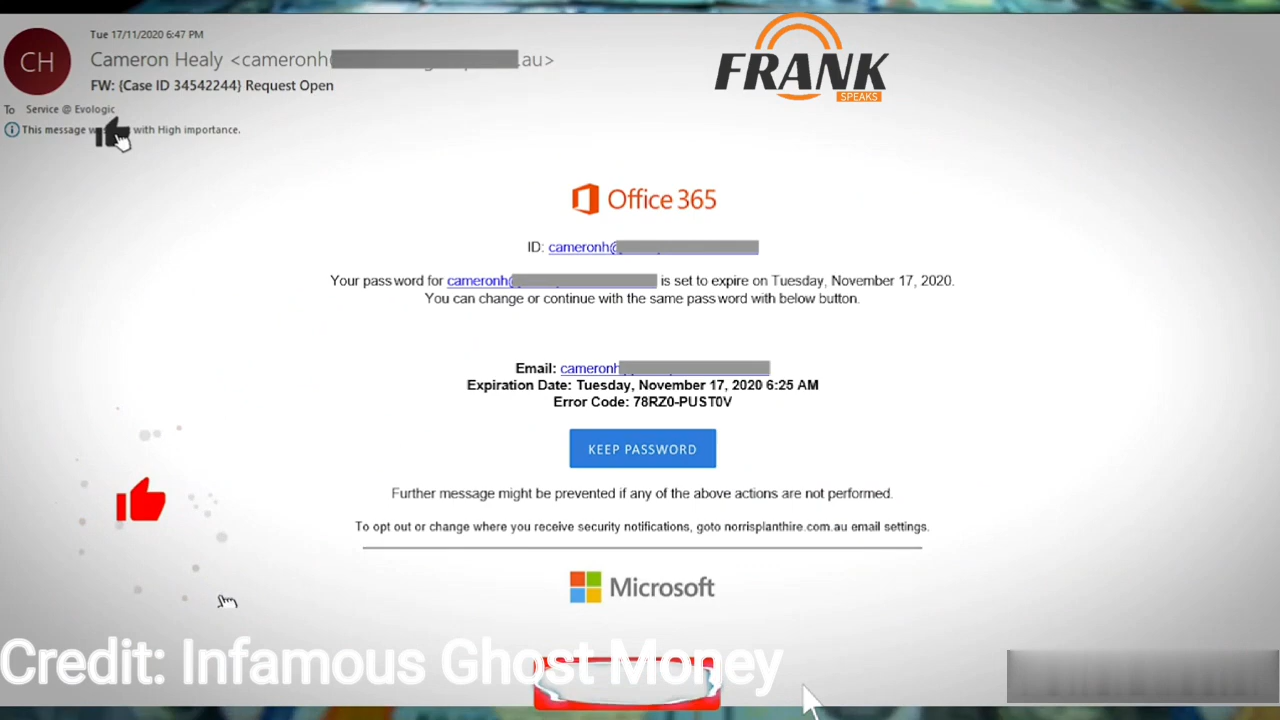 Tue 17/11/2020 6:47 PM
CH
Cameron Healy <cameronh .au>
FW: {Case ID 34542244} Request Open
To Service @ Evologic
This message with High importance.
FRANK
SPEAKS
Office 365
ID: cameronh@
Your password for cameronh@ is set to expire on Tuesday, November 17, 2020.
You can change or continue with the same password with below button.
Email: cameronh
Expiration Date: Tuesday, November 17, 2020 6:25 AM
Error Code: 78RZ0-PUST0V
KEEP PASSWORD
Further message might be prevented if any of the above actions are not performed.
To opt out or change where you receive security notifications, goto norrisplanthire.com.au email settings.
Microsoft
Credit: Infamous Ghost Money